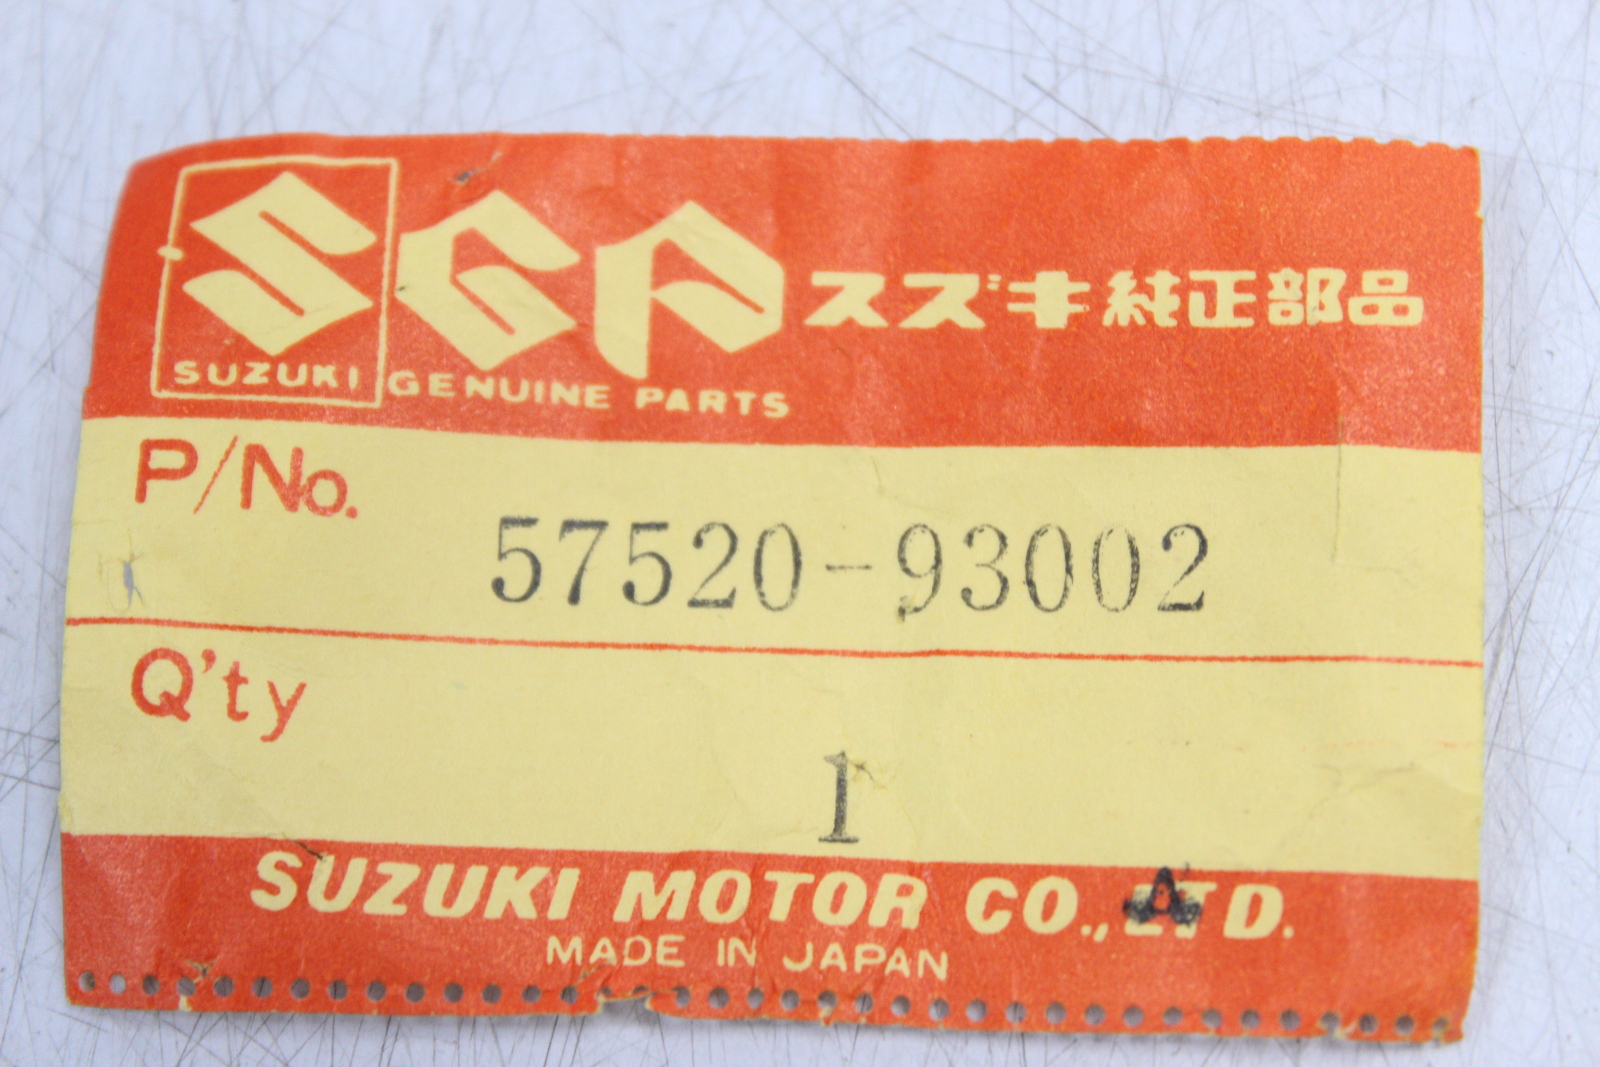 SGP スズキ純正部品
SUZUKI GENUINE PARTS
P/No.
57520-93002
Q'ty
1
SUZUKI MOTOR CO., LTD.
MADE IN JAPAN